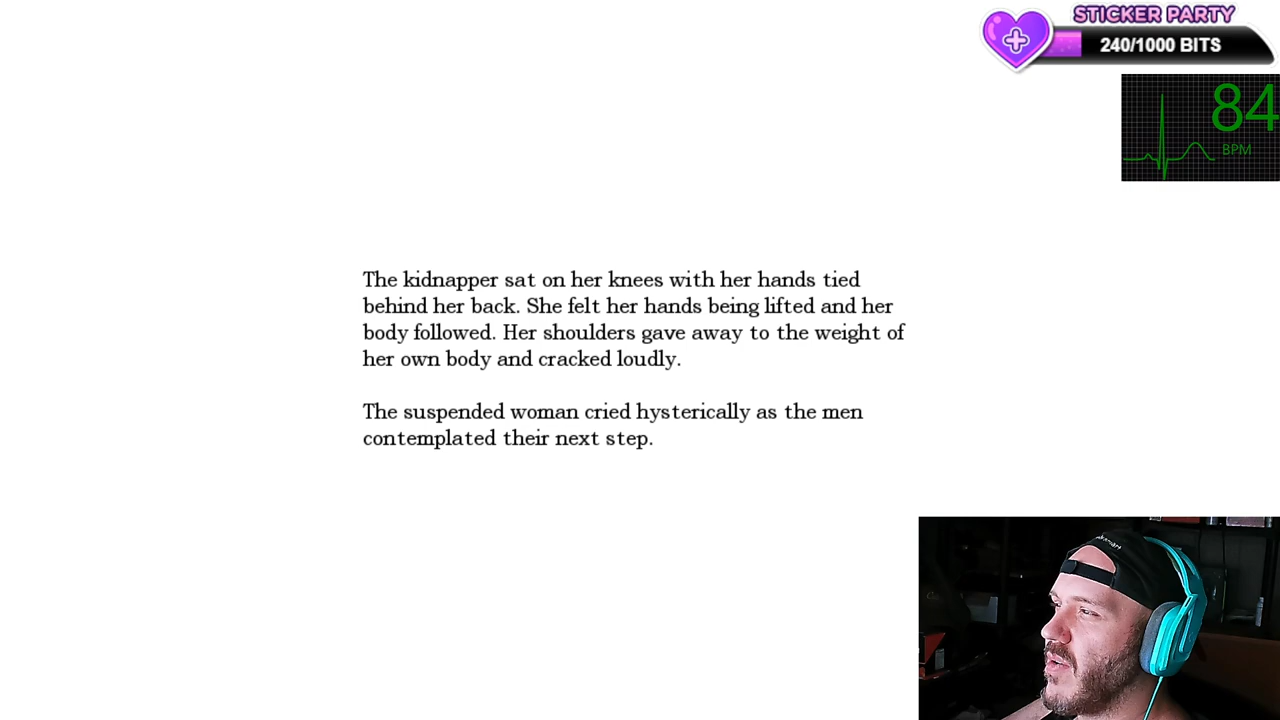 STICKER PARTY
240/1000 BITS
84
BPM
The kidnapper sat on her knees with her hands tied
behind her back. She felt her hands being lifted and her
body followed. Her shoulders gave away to the weight of
her own body and cracked loudly.
The suspended woman cried hysterically as the men
contemplated their next step.